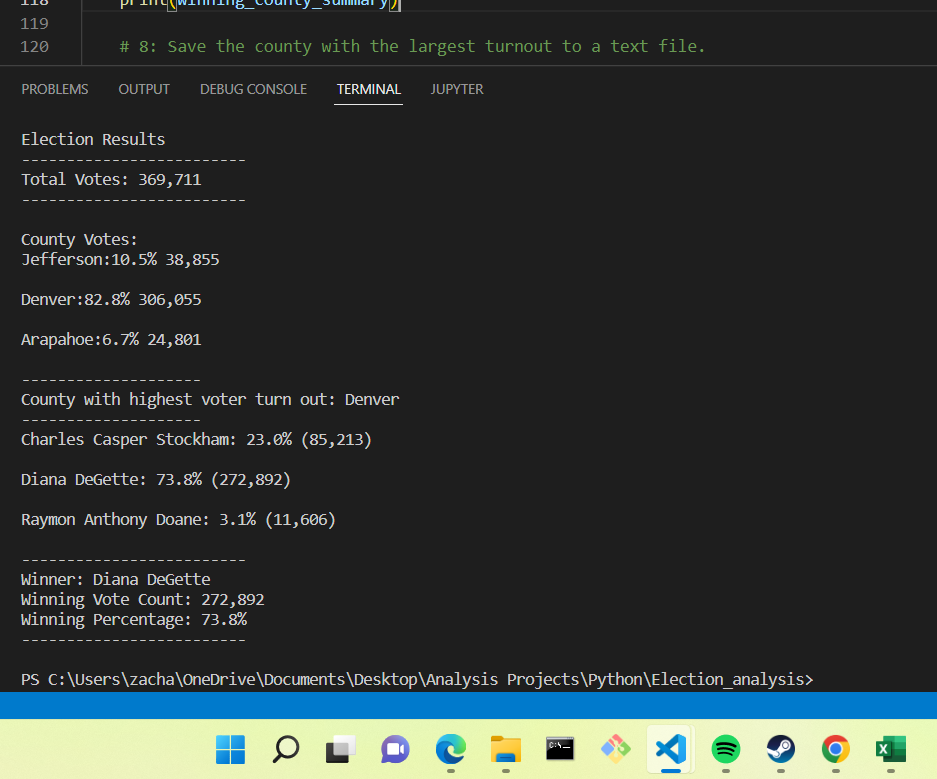 118 print(winning_county_summary)
119
120 # 8: Save the county with the largest turnout to a text file.
PROBLEMS OUTPUT DEBUG CONSOLE TERMINAL JUPYTER
Election Results
-------------------------
Total Votes: 369,711
-------------------------
County Votes:
Jefferson:10.5% 38,855
Denver:82.8% 306,055
Arapahoe:6.7% 24,801
--------------------
County with highest voter turn out: Denver
--------------------
Charles Casper Stockham: 23.0% (85,213)
Diana DeGette: 73.8% (272,892)
Raymon Anthony Doane: 3.1% (11,606)
-------------------------
Winner: Diana DeGette
Winning Vote Count: 272,892
Winning Percentage: 73.8%
-------------------------
PS C:\Users\zacha\OneDrive\Documents\Desktop\Analysis Projects\Python\Election_analysis>